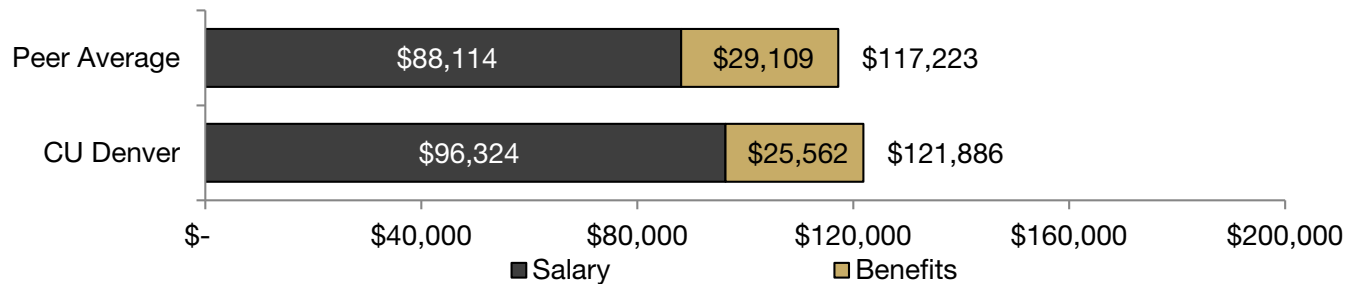 Peer Average $88,114 $29,109 $117,223
CU Denver $96,324 $25,562 $121,886
$- $40,000 $80,000 $120,000 $160,000 $200,000
Salary Benefits